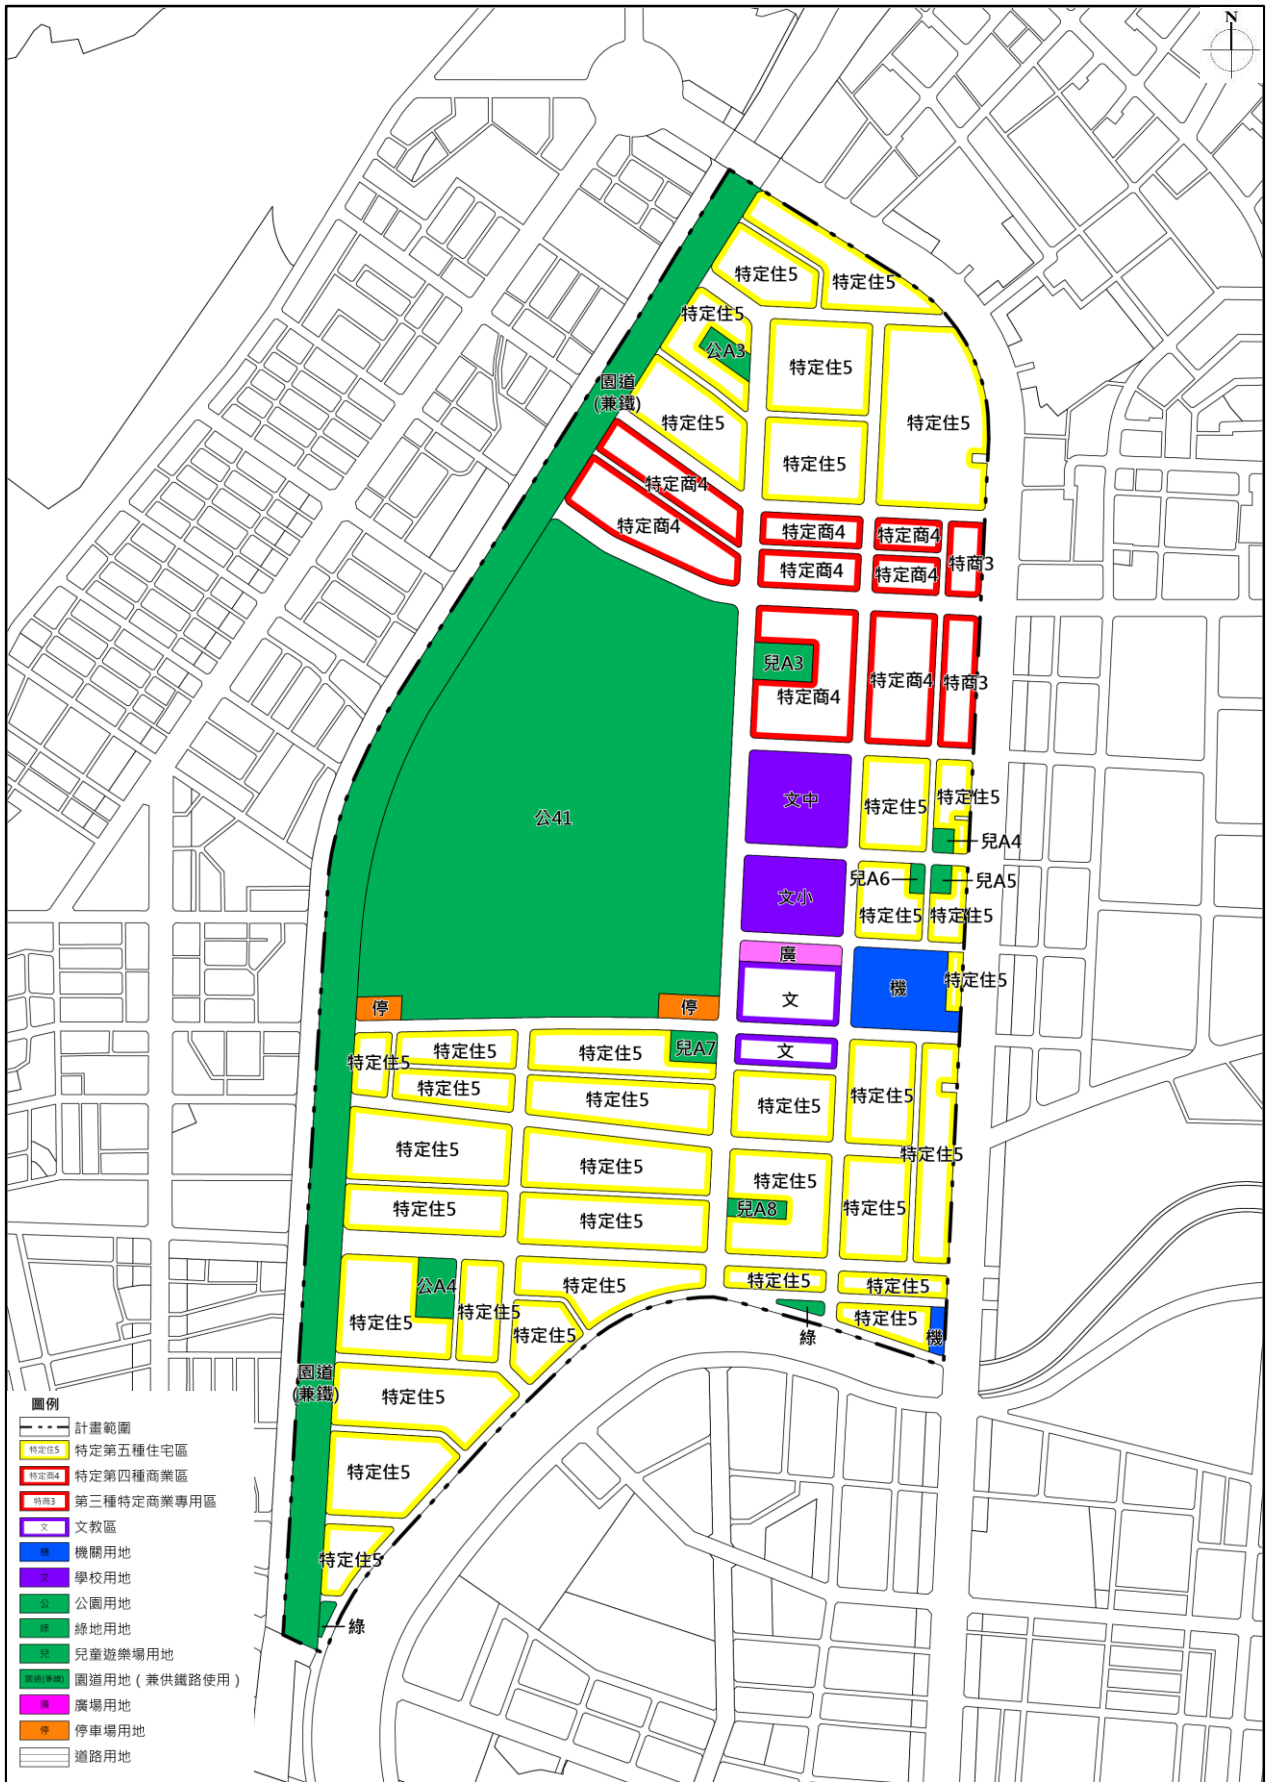 N
特定住5
特定住5
特定住5
公A3
特定住5
園道
(兼鐵)
特定住5
特定住5
特定住5
特定商4
特定商4
特定商4
特定商4
特定商4
特定商4
特商3
兒A3
特定商4
特定商4
特商3
文中
特定住5
特定住5
兒A4
公41
文小
兒A6
兒A5
特定住5
特定住5
廣
文
機
特定住5
停
停
特定住5
特定住5
特定住5
特定住5
兒A7
特定住5
文
特定住5
特定住5
特定住5
特定住5
特定住5
特定住5
特定住5
特定住5
兒A8
特定住5
特定住5
公A4
特定住5
特定住5
特定住5
特定住5
特定住5
特定住5
特定住5
機
綠
園道
(兼鐵)
特定住5
特定住5
特定住5
綠
圖例
計畫範圍
特定住5 特定第五種住宅區
特定商4 特定第四種商業區
特商3 第三種特定商業專用區
文 文教區
機 機關用地
文 學校用地
公 公園用地
綠 綠地用地
兒 兒童遊樂場用地
園道(兼鐵) 園道用地(兼供鐵路使用)
廣 廣場用地
停 停車場用地
道路用地